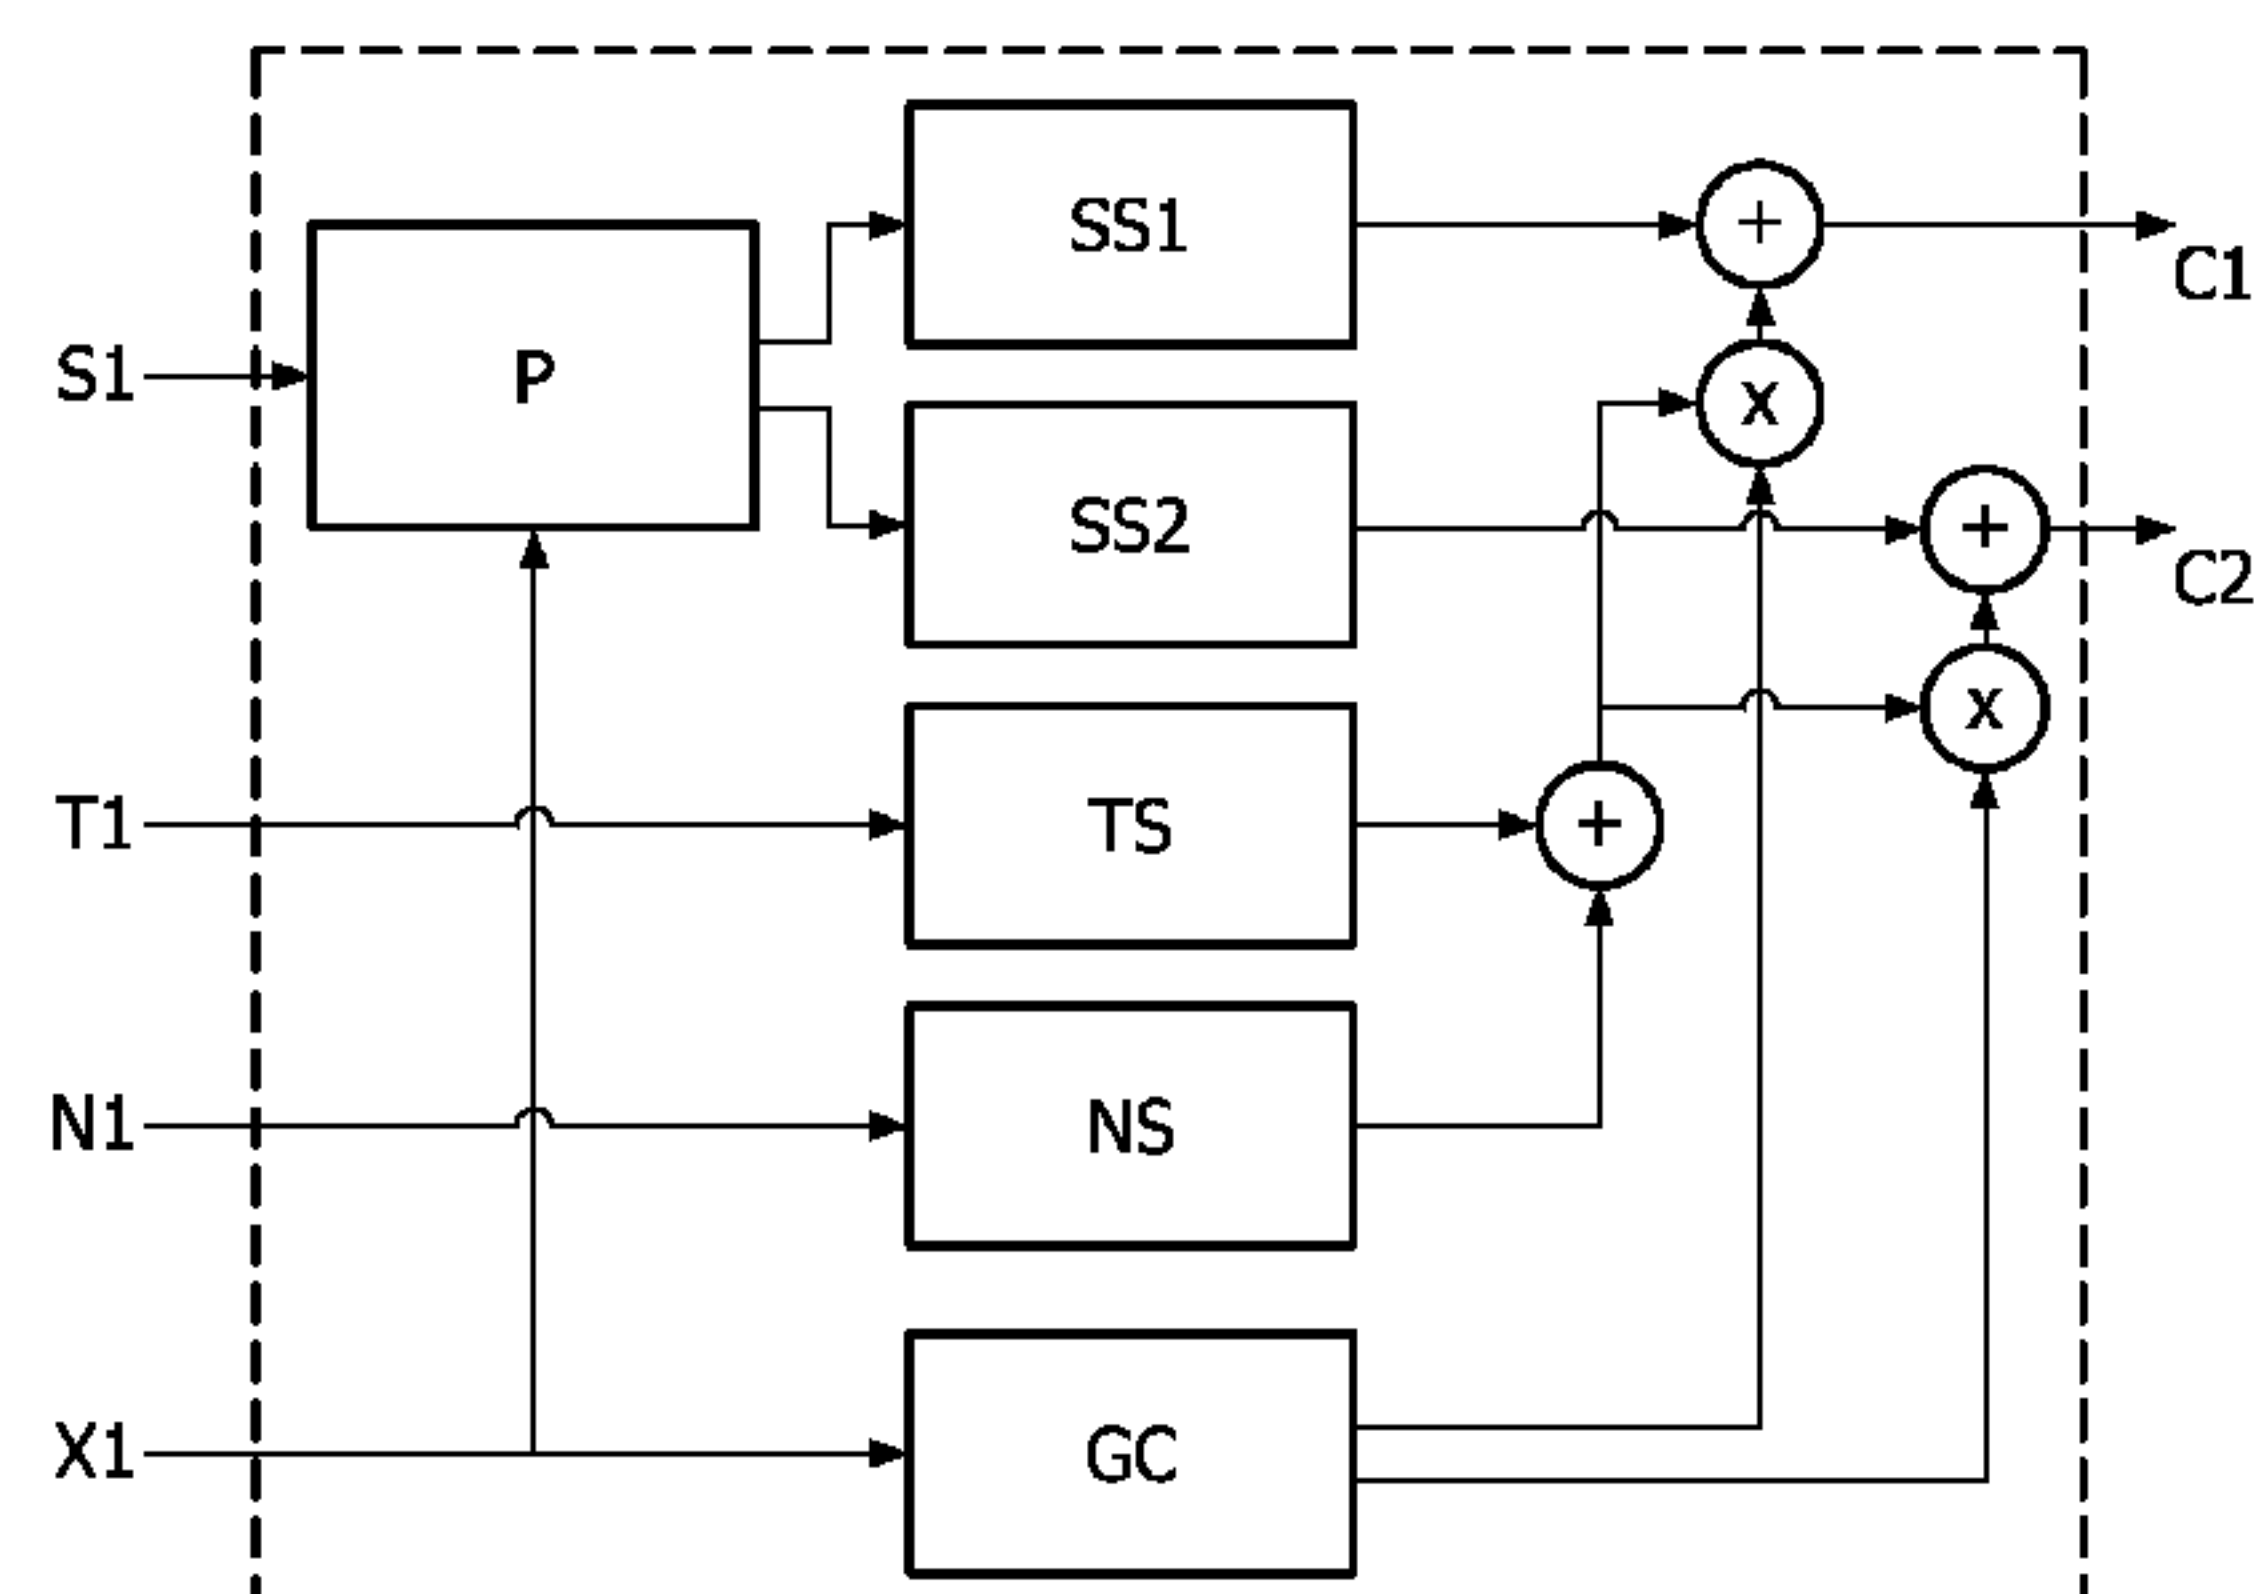 SS1
+
C1
S1
P
x
SS2
+
C2
x
T1
TS
+
N1
NS
X1
GC